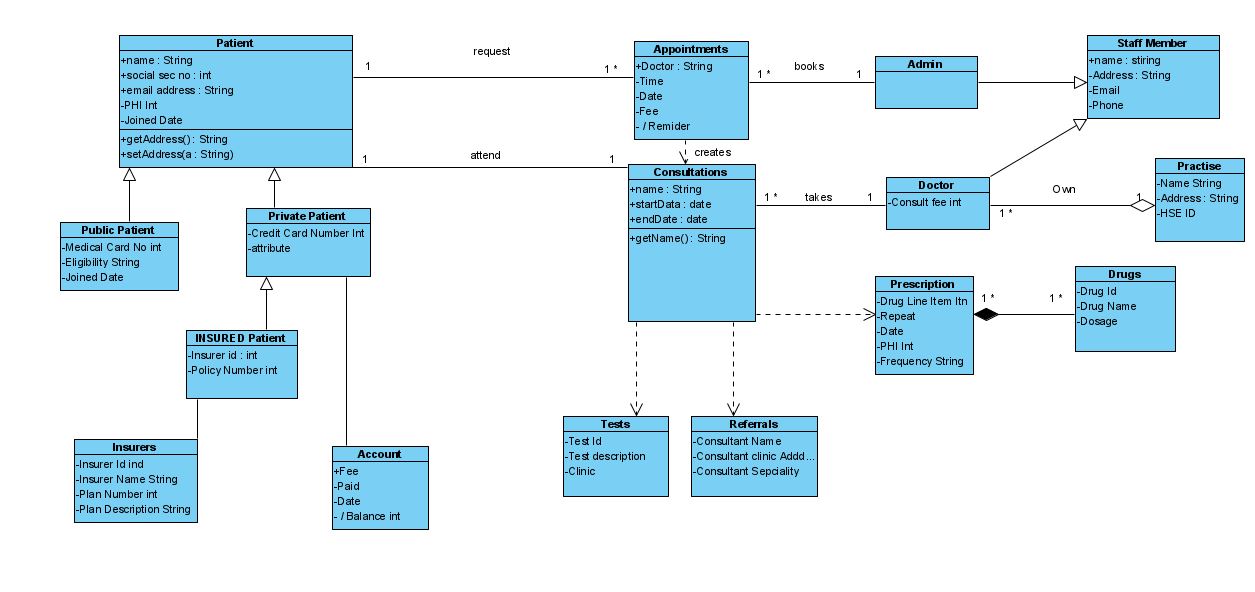 Patient
+name : String
+social sec no : int
+email address : String
-PHI Int
-Joined Date
+getAddress() : String
+setAddress(a : String)
1
request
1 *
Appointments
+Doctor : String
-Time
-Date
-Fee
- / Remider
1 *
books
1
Admin
Staff Member
+name : stiring
-Address : String
-Email
-Phone
1
attend
1
creates
Consultations
+name : String
+startData : date
+endDate : date
+getName() : String
1 *
takes
1
Doctor
-Consult fee int
1 *
Own
1
Practise
-Name String
-Address : String
-HSE ID
Public Patient
-Medical Card No int
-Eligibility String
-Joined Date
Private Patient
-Credit Card Number Int
-attribute
INSURED Patient
-Insurer id : int
-Policy Number int
Prescription
-Drug Line Item Itn
-Repeat
-Date
-PHI Int
-Frequency String
1 *
1 *
Drugs
-Drug Id
-Drug Name
-Dosage
Insurers
-Insurer Id ind
-Insurer Name String
-Plan Number int
-Plan Description String
Account
+Fee
-Paid
-Date
- / Balance int
Tests
-Test Id
-Test description
-Clinic
Referrals
-Consultant Name
-Consultant clinic Addd...
-Consultant Sepciality